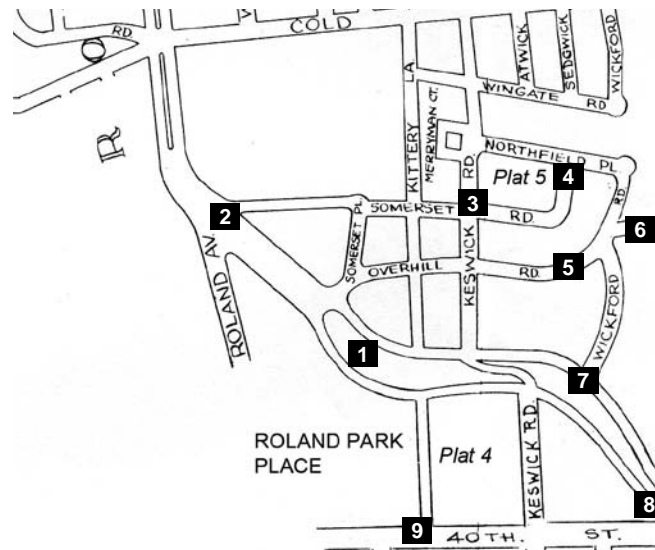 COLD
RD.
V
ATWICK
SEDGWICK
WICKFORD
WINGATE RD
KITTERY LA
MERRYMAN CT.
R
NORTHFIELD PL.
Plat 5
4
KESWICK RD.
3
2
SOMERSET RD.
SOMERSET PL.
6
RD.
OVERHILL RD.
5
ROLAND AV.
WICKFORD
1
7
ROLAND PARK
PLACE
Plat 4
KESWICK RD.
8
9
40TH. ST.